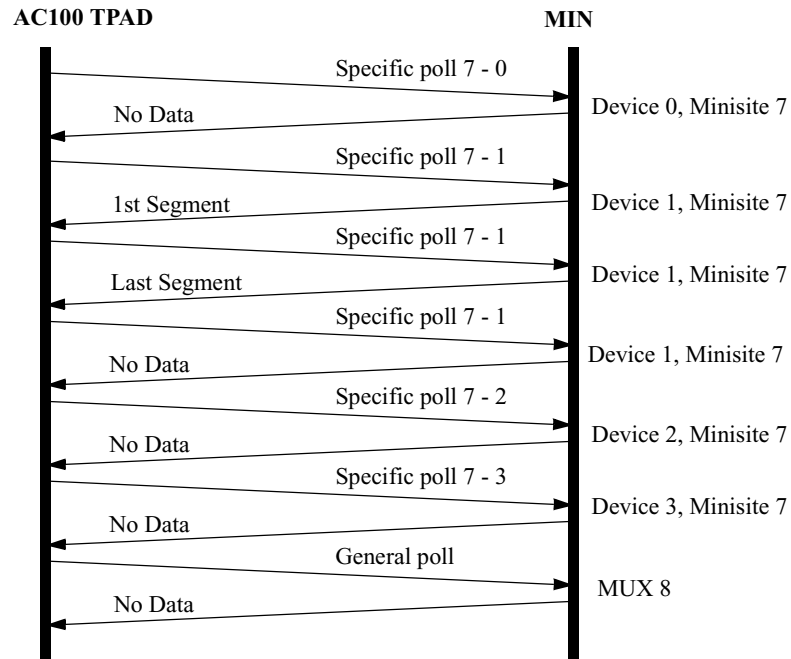 AC100 TPAD
MIN
Specific poll 7 - 0
Device 0, Minisite 7
No Data
Specific poll 7 - 1
Device 1, Minisite 7
1st Segment
Specific poll 7 - 1
Device 1, Minisite 7
Last Segment
Specific poll 7 - 1
Device 1, Minisite 7
No Data
Specific poll 7 - 2
Device 2, Minisite 7
No Data
Specific poll 7 - 3
Device 3, Minisite 7
No Data
General poll
MUX 8
No Data